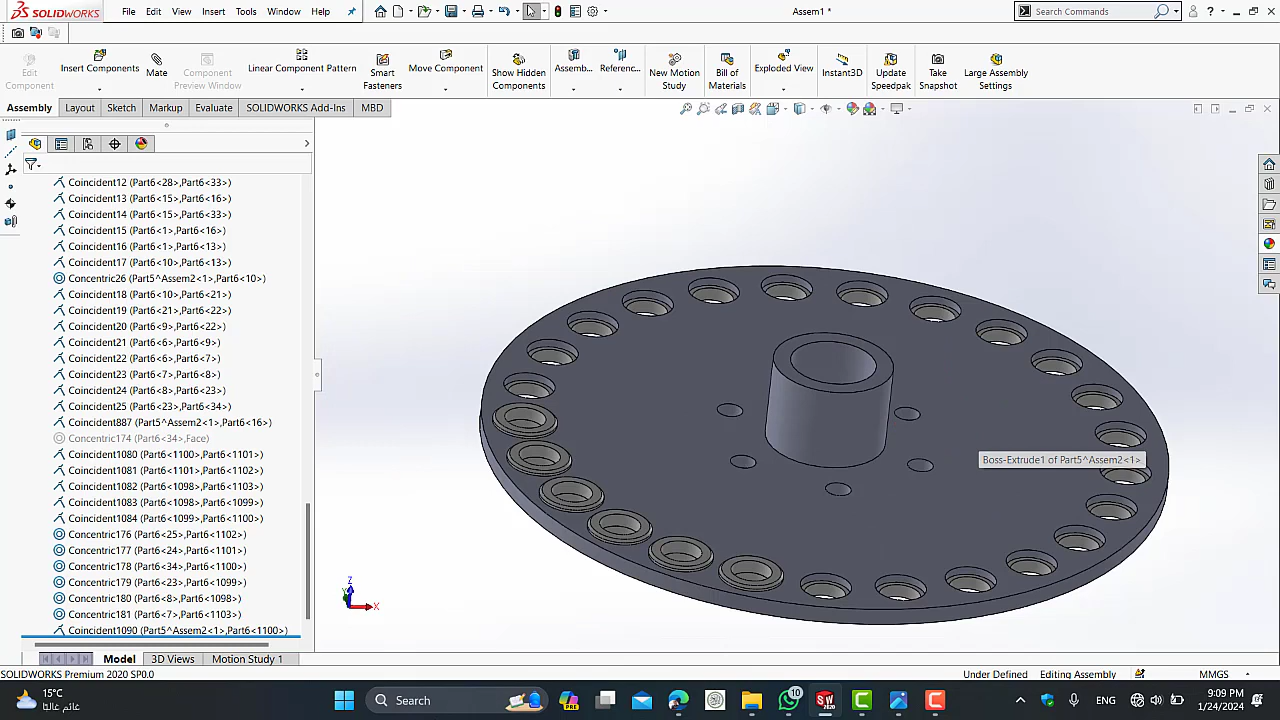 SOLIDWORKS
File Edit View Insert Tools Window Help
Assem1 *
Search Commands
Edit Component
Insert Components
Mate
Component Preview Window
Linear Component Pattern
Smart Fasteners
Move Component
Show Hidden Components
Assemb...
Referenc...
New Motion Study
Bill of Materials
Exploded View
Instant3D
Update Speedpak
Take Snapshot
Large Assembly Settings
Assembly Layout Sketch Markup Evaluate SOLIDWORKS Add-Ins MBD
Coincident12 (Part6<28>,Part6<33>)
Coincident13 (Part6<15>,Part6<16>)
Coincident14 (Part6<15>,Part6<33>)
Coincident15 (Part6<1>,Part6<16>)
Coincident16 (Part6<1>,Part6<13>)
Coincident17 (Part6<10>,Part6<13>)
Concentric26 (Part5^Assem2<1>,Part6<10>)
Coincident18 (Part6<10>,Part6<21>)
Coincident19 (Part6<21>,Part6<22>)
Coincident20 (Part6<9>,Part6<22>)
Coincident21 (Part6<6>,Part6<9>)
Coincident22 (Part6<6>,Part6<7>)
Coincident23 (Part6<7>,Part6<8>)
Coincident24 (Part6<8>,Part6<23>)
Coincident25 (Part6<23>,Part6<34>)
Coincident887 (Part5^Assem2<1>,Part6<16>)
Concentric174 (Part6<34>,Face)
Coincident1080 (Part6<1100>,Part6<1101>)
Coincident1081 (Part6<1101>,Part6<1102>)
Coincident1082 (Part6<1098>,Part6<1103>)
Coincident1083 (Part6<1098>,Part6<1099>)
Coincident1084 (Part6<1099>,Part6<1100>)
Concentric176 (Part6<25>,Part6<1102>)
Concentric177 (Part6<24>,Part6<1101>)
Concentric178 (Part6<34>,Part6<1100>)
Concentric179 (Part6<23>,Part6<1099>)
Concentric180 (Part6<8>,Part6<1098>)
Concentric181 (Part6<7>,Part6<1103>)
Coincident1090 (Part5^Assem2<1>,Part6<1100>)
Boss-Extrude1 of Part5^Assem2<1>
Z
Y
X
Model 3D Views Motion Study 1
SOLIDWORKS Premium 2020 SP0.0
Under Defined Editing Assembly MMGS
15°C
غائم غالبًا
Search
PRE
10
SW
2020
ENG
9:09 PM
1/24/2024